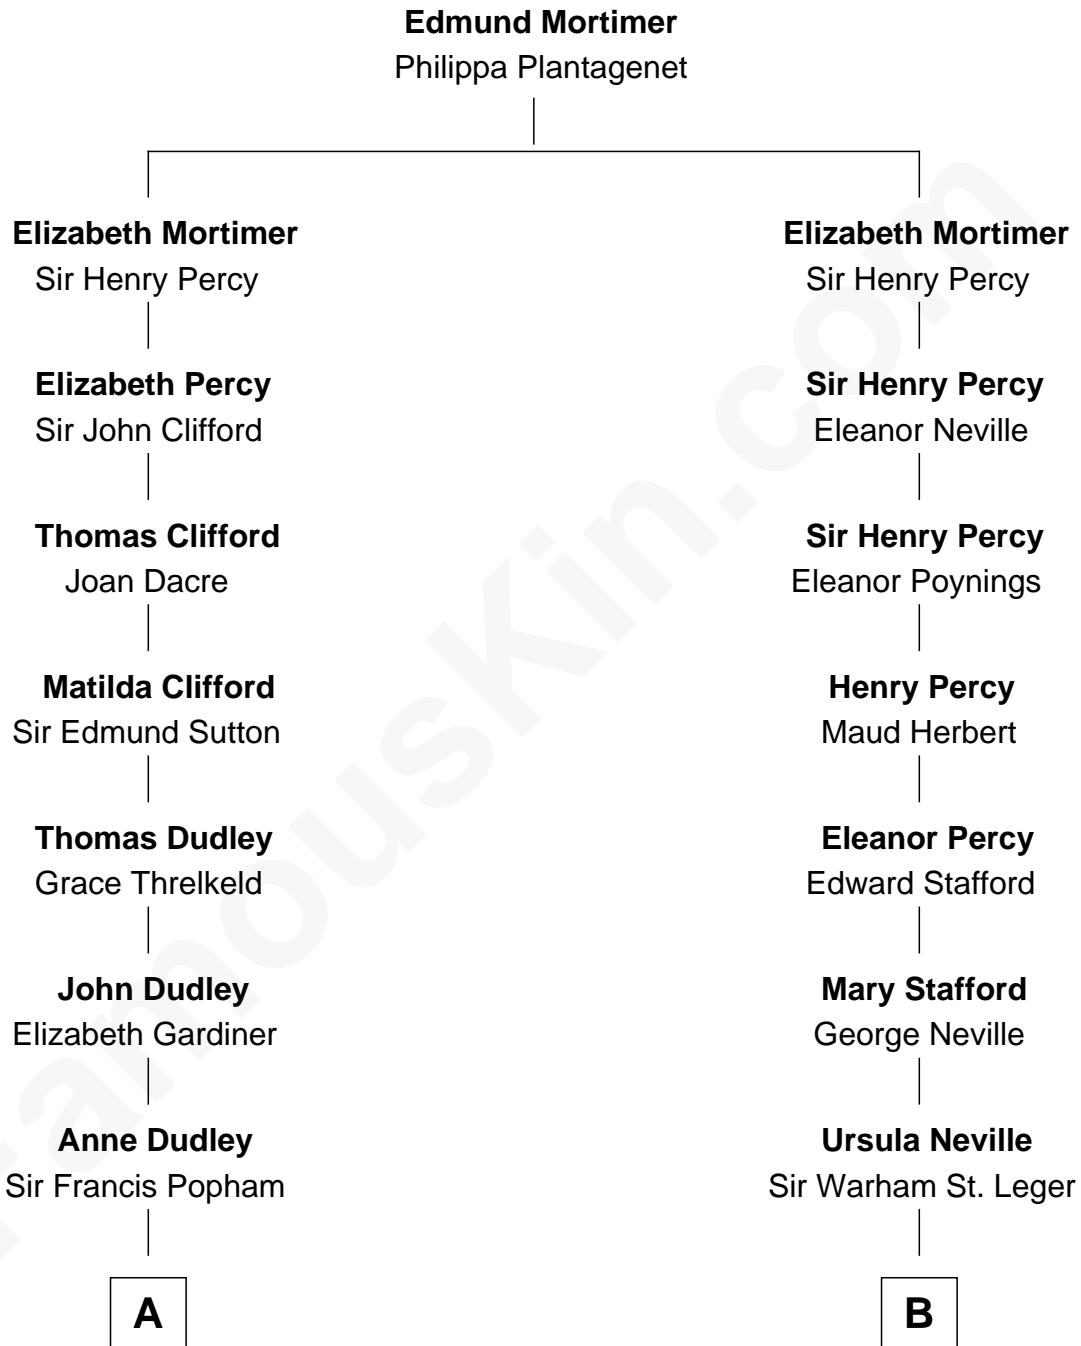 Edmund Mortimer
Philippa Plantagenet
Elizabeth Mortimer
Sir Henry Percy
Elizabeth Percy
Sir John Clifford
Thomas Clifford
Joan Dacre
Matilda Clifford
Sir Edmund Sutton
Thomas Dudley
Grace Threlkeld
John Dudley
Elizabeth Gardiner
Anne Dudley
Sir Francis Popham
A
Elizabeth Mortimer
Sir Henry Percy
Sir Henry Percy
Eleanor Neville
Sir Henry Percy
Eleanor Poynings
Henry Percy
Maud Herbert
Eleanor Percy
Edward Stafford
Mary Stafford
George Neville
Ursula Neville
Sir Warham St. Leger
B
FamousKin.com